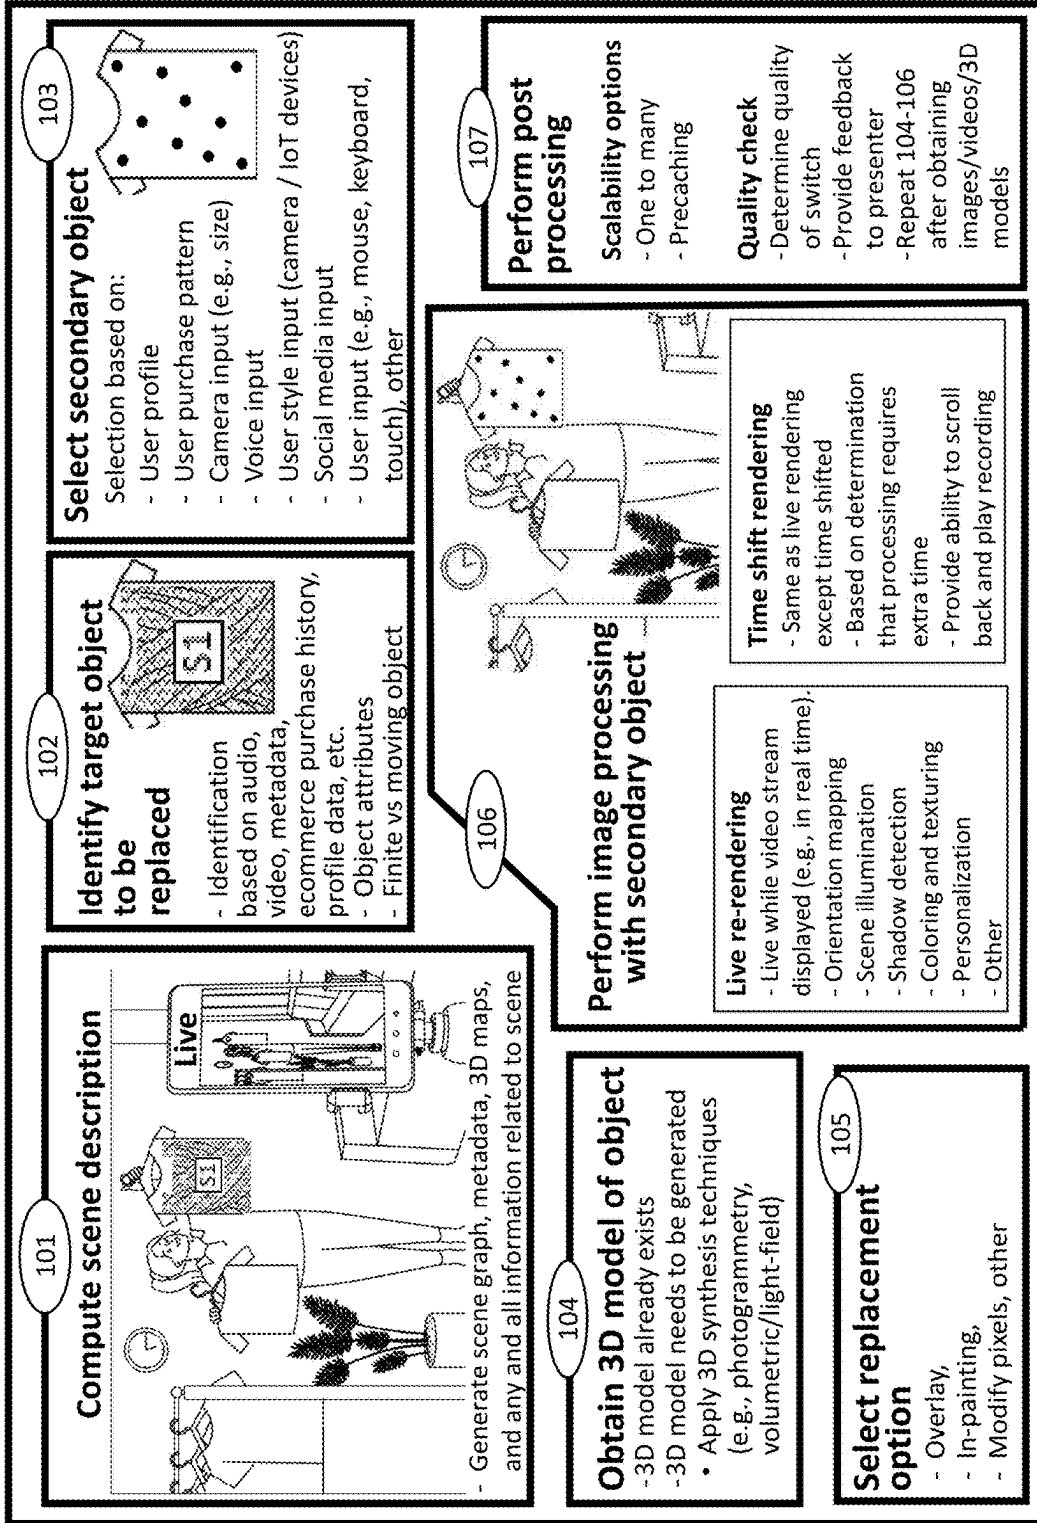 101
Compute scene description
Live
S1
- Generate scene graph, metadata, 3D maps,
and any and all information related to scene
102
Identify target object
to be
replaced
S1
- Identification
based on audio,
video, metadata,
ecommerce purchase history,
profile data, etc.
- Object attributes
- Finite vs moving object
103
Select secondary object
Selection based on:
- User profile
- User purchase pattern
- Camera input (e.g., size)
- Voice input
- User style input (camera / IoT devices)
- Social media input
- User input (e.g., mouse, keyboard,
touch), other
104
Obtain 3D model of object
-3D model already exists
-3D model needs to be generated
• Apply 3D synthesis techniques
(e.g., photogrammetry,
volumetric/light-field)
105
Select replacement
option
- Overlay,
- In-painting,
- Modify pixels, other
106
Perform image processing
with secondary object
Live re-rendering
- Live while video stream
displayed (e.g., in real time).
- Orientation mapping
- Scene illumination
- Shadow detection
- Coloring and texturing
- Personalization
- Other
Time shift rendering
- Same as live rendering
except time shifted
- Based on determination
that processing requires
extra time
- Provide ability to scroll
back and play recording
107
Perform post
processing
Scalability options
- One to many
- Precaching
Quality check
- Determine quality
of switch
- Provide feedback
to presenter
- Repeat 104-106
after obtaining
images/videos/3D
models